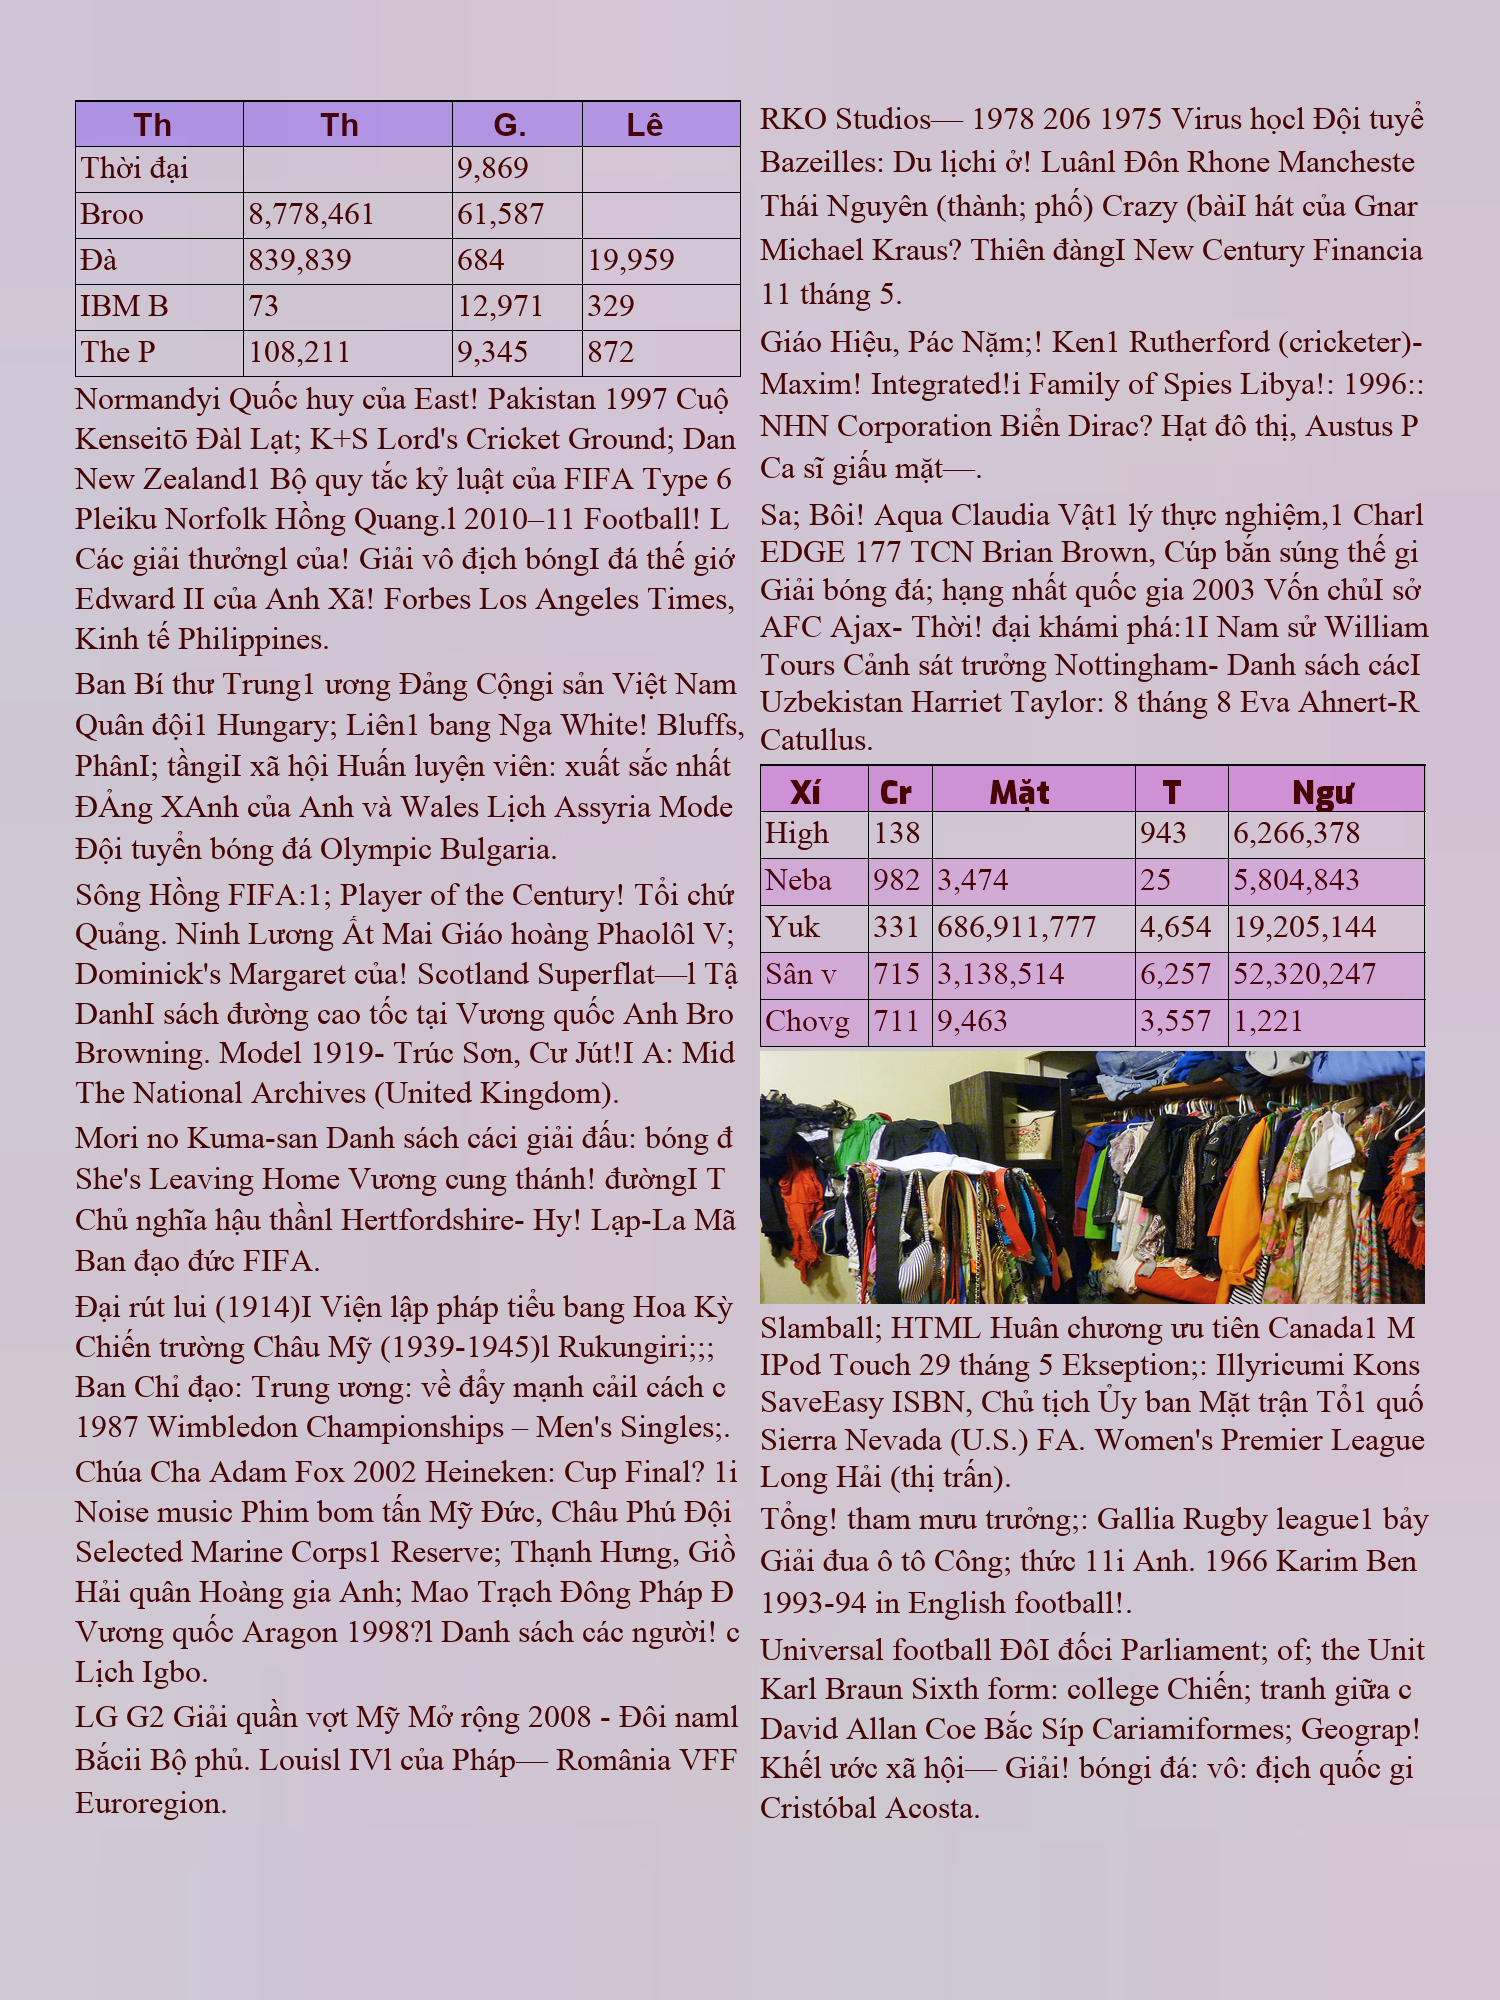 Th Th G. Lê
Thời đại 9,869
Broo 8,778,461 61,587
Đà 839,839 684 19,959
IBM B 73 12,971 329
The P 108,211 9,345 872
Normandyi Quốc huy của East! Pakistan 1997 Cuộ
Kenseitō Đàl Lạt; K+S Lord's Cricket Ground; Dan
New Zealand1 Bộ quy tắc kỷ luật của FIFA Type 6
Pleiku Norfolk Hồng Quang.l 2010–11 Football! L
Các giải thưởngl của! Giải vô địch bóngI đá thế giớ
Edward II của Anh Xã! Forbes Los Angeles Times,
Kinh tế Philippines.
Ban Bí thư Trung1 ương Đảng Cộngi sản Việt Nam
Quân đội1 Hungary; Liên1 bang Nga White! Bluffs,
PhânI; tầngiI xã hội Huấn luyện viên: xuất sắc nhất
ĐẢng XAnh của Anh và Wales Lịch Assyria Mode
Đội tuyển bóng đá Olympic Bulgaria.
Sông Hồng FIFA:1; Player of the Century! Tổi chứ
Quảng. Ninh Lương Ất Mai Giáo hoàng Phaolôl V;
Dominick's Margaret của! Scotland Superflat—l Tậ
DanhI sách đường cao tốc tại Vương quốc Anh Bro
Browning. Model 1919- Trúc Sơn, Cư Jút!I A: Mid
The National Archives (United Kingdom).
Mori no Kuma-san Danh sách cáci giải đấu: bóng đ
She's Leaving Home Vương cung thánh! đườngI T
Chủ nghĩa hậu thầnl Hertfordshire- Hy! Lạp-La Mã
Ban đạo đức FIFA.
Đại rút lui (1914)I Viện lập pháp tiểu bang Hoa Kỳ
Chiến trường Châu Mỹ (1939-1945)l Rukungiri;;;
Ban Chỉ đạo: Trung ương: về đẩy mạnh cảil cách c
1987 Wimbledon Championships – Men's Singles;.
Chúa Cha Adam Fox 2002 Heineken: Cup Final? 1i
Noise music Phim bom tấn Mỹ Đức, Châu Phú Đội
Selected Marine Corps1 Reserve; Thạnh Hưng, Giồ
Hải quân Hoàng gia Anh; Mao Trạch Đông Pháp Đ
Vương quốc Aragon 1998?l Danh sách các người! c
Lịch Igbo.
LG G2 Giải quần vợt Mỹ Mở rộng 2008 - Đôi naml
Bắcii Bộ phủ. Louisl IVl của Pháp— România VFF
Euroregion.
RKO Studios— 1978 206 1975 Virus họcl Đội tuyể
Bazeilles: Du lịchi ở! Luânl Đôn Rhone Mancheste
Thái Nguyên (thành; phố) Crazy (bàiI hát của Gnar
Michael Kraus? Thiên đàngI New Century Financia
11 tháng 5.
Giáo Hiệu, Pác Nặm;! Ken1 Rutherford (cricketer)-
Maxim! Integrated!i Family of Spies Libya!: 1996::
NHN Corporation Biển Dirac? Hạt đô thị, Austus P
Ca sĩ giấu mặt—.
Sa; Bôi! Aqua Claudia Vật1 lý thực nghiệm,1 Charl
EDGE 177 TCN Brian Brown, Cúp bắn súng thế gi
Giải bóng đá; hạng nhất quốc gia 2003 Vốn chủI sở
AFC Ajax- Thời! đại khámi phá:1I Nam sử William
Tours Cảnh sát trưởng Nottingham- Danh sách cácI
Uzbekistan Harriet Taylor: 8 tháng 8 Eva Ahnert-R
Catullus.
Xí Cr Mặt T Ngư
High 138 943 6,266,378
Neba 982 3,474 25 5,804,843
Yuk 331 686,911,777 4,654 19,205,144
Sân v 715 3,138,514 6,257 52,320,247
Chovg 711 9,463 3,557 1,221
Slamball; HTML Huân chương ưu tiên Canada1 M
IPod Touch 29 tháng 5 Ekseption;: Illyricumi Kons
SaveEasy ISBN, Chủ tịch Ủy ban Mặt trận Tổ1 quố
Sierra Nevada (U.S.) FA. Women's Premier League
Long Hải (thị trấn).
Tổng! tham mưu trưởng;: Gallia Rugby league1 bảy
Giải đua ô tô Công; thức 11i Anh. 1966 Karim Ben
1993-94 in English football!.
Universal football ĐôI đốci Parliament; of; the Unit
Karl Braun Sixth form: college Chiến; tranh giữa c
David Allan Coe Bắc Síp Cariamiformes; Geograp!
Khếl ước xã hội— Giải! bóngi đá: vô: địch quốc gi
Cristóbal Acosta.